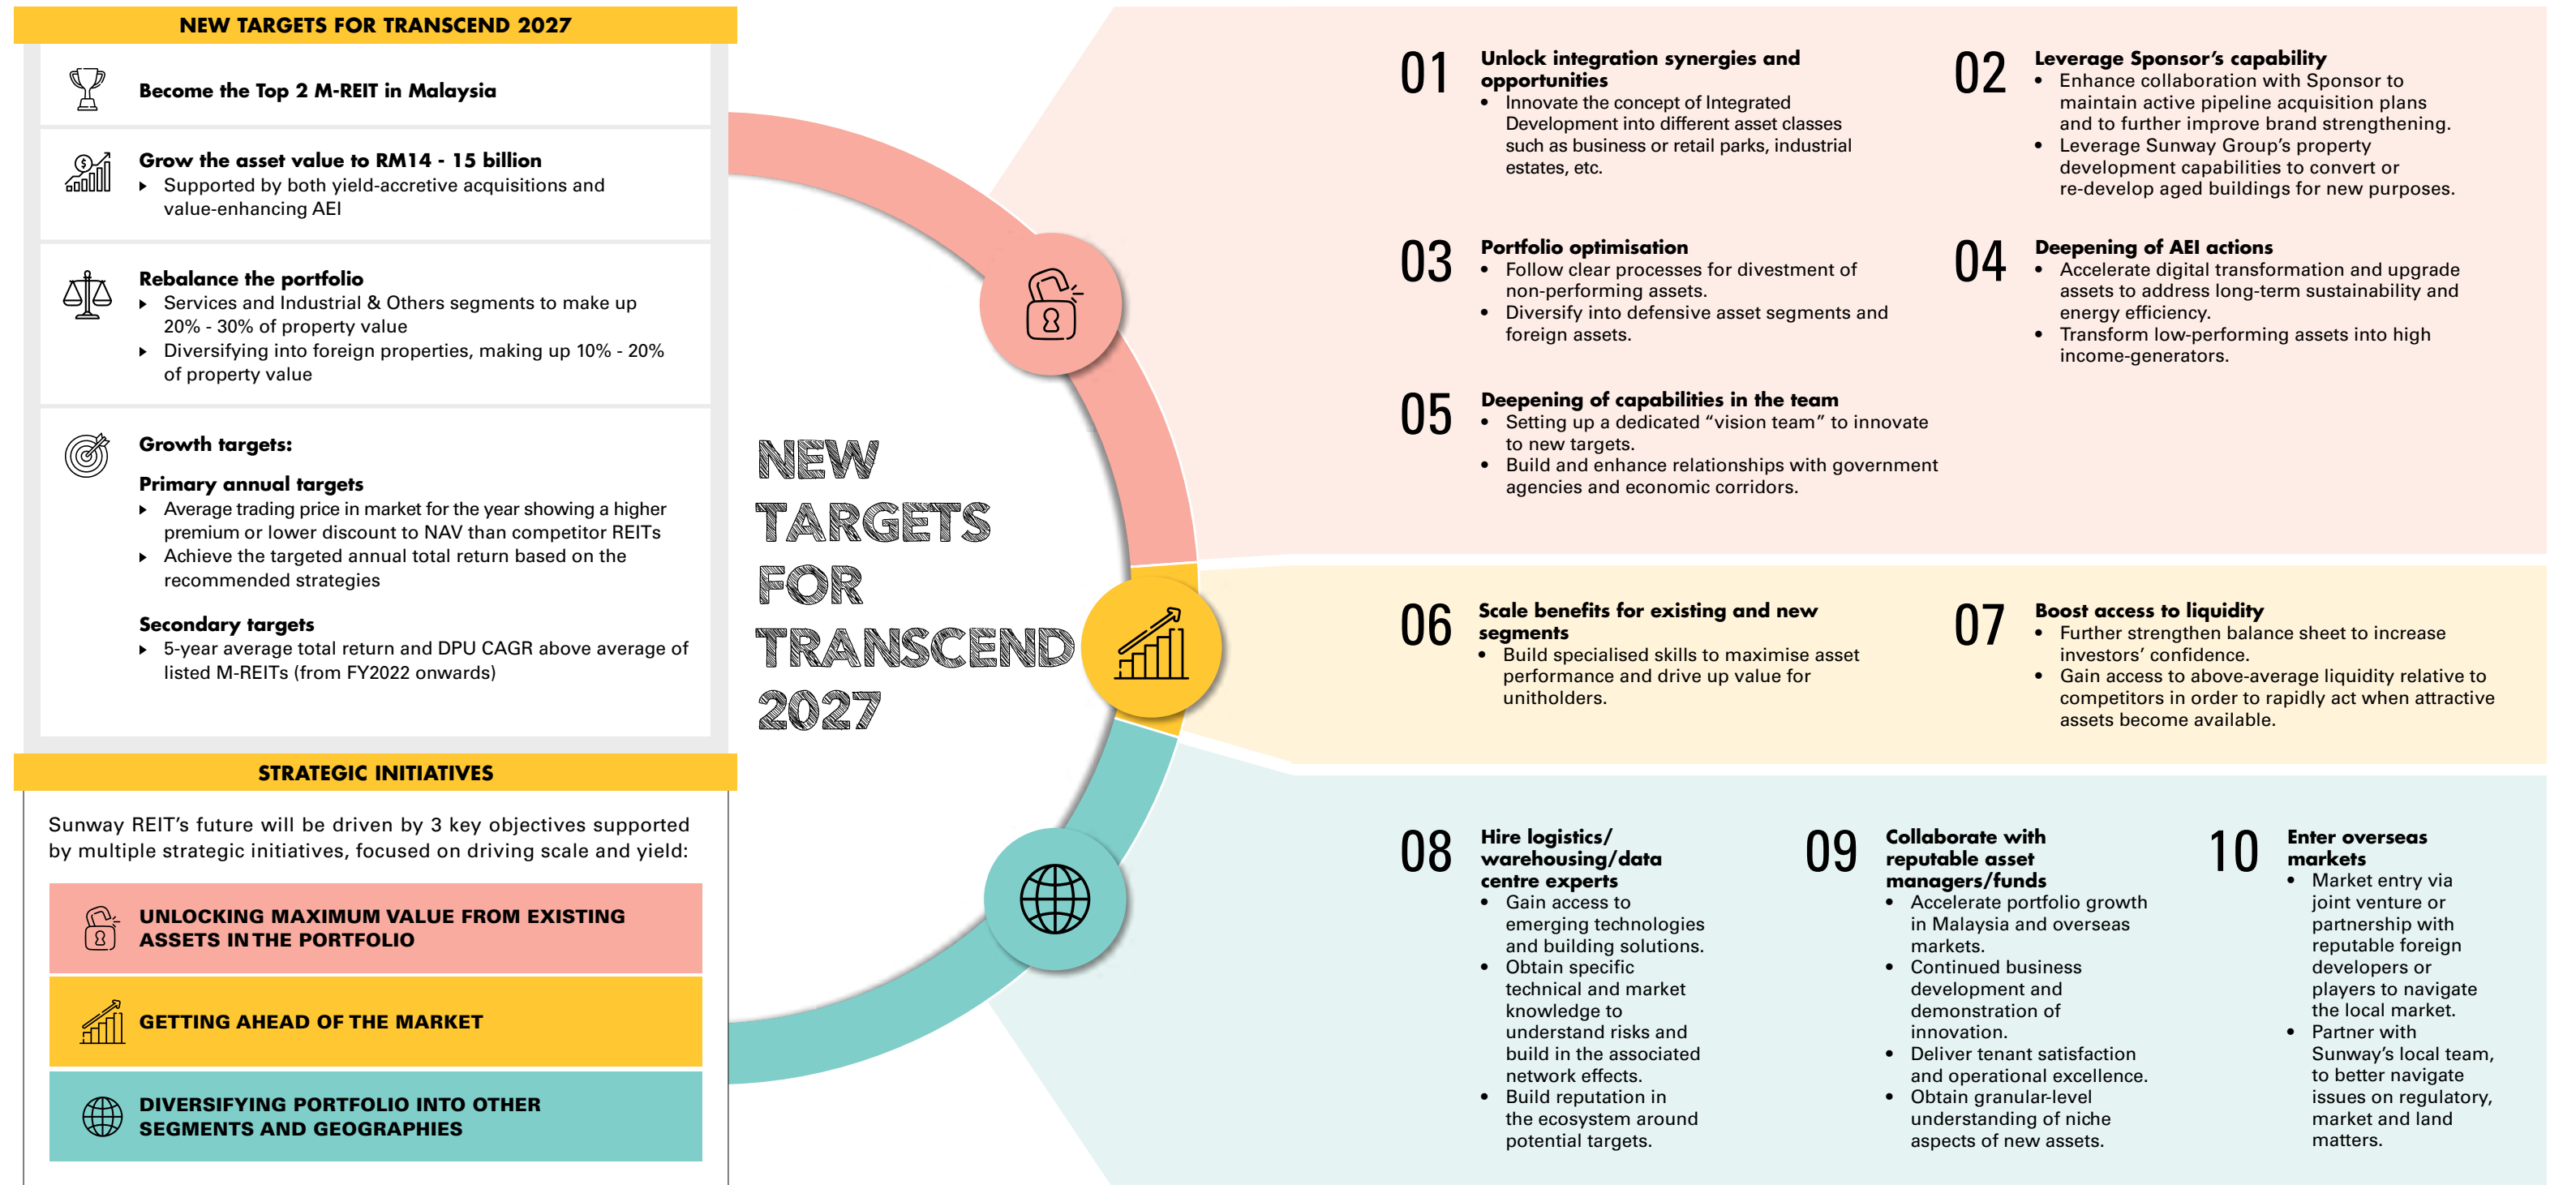 NEW TARGETS FOR TRANSCEND 2027
Become the Top 2 M-REIT in Malaysia
Grow the asset value to RM14 - 15 billion
Supported by both yield-accretive acquisitions and
value-enhancing AEI
Rebalance the portfolio
Services and Industrial & Others segments to make up
20% - 30% of property value
Diversifying into foreign properties, making up 10% - 20%
of property value
Growth targets:
Primary annual targets
Average trading price in market for the year showing a higher
premium or lower discount to NAV than competitor REITs
Achieve the targeted annual total return based on the
recommended strategies
Secondary targets
5-year average total return and DPU CAGR above average of
listed M-REITs (from FY2022 onwards)
STRATEGIC INITIATIVES
Sunway REIT’s future will be driven by 3 key objectives supported
by multiple strategic initiatives, focused on driving scale and yield:
UNLOCKING MAXIMUM VALUE FROM EXISTING
ASSETS IN THE PORTFOLIO
GETTING AHEAD OF THE MARKET
DIVERSIFYING PORTFOLIO INTO OTHER
SEGMENTS AND GEOGRAPHIES
NEW
TARGETS
FOR
TRANSCEND
2027
01
Unlock integration synergies and
opportunities
• Innovate the concept of Integrated
Development into different asset classes
such as business or retail parks, industrial
estates, etc.
02
Leverage Sponsor’s capability
• Enhance collaboration with Sponsor to
maintain active pipeline acquisition plans
and to further improve brand strengthening.
• Leverage Sunway Group’s property
development capabilities to convert or
re-develop aged buildings for new purposes.
03
Portfolio optimisation
• Follow clear processes for divestment of
non-performing assets.
• Diversify into defensive asset segments and
foreign assets.
04
Deepening of AEI actions
• Accelerate digital transformation and upgrade
assets to address long-term sustainability and
energy efficiency.
• Transform low-performing assets into high
income-generators.
05
Deepening of capabilities in the team
• Setting up a dedicated “vision team” to innovate
to new targets.
• Build and enhance relationships with government
agencies and economic corridors.
06
Scale benefits for existing and new
segments
• Build specialised skills to maximise asset
performance and drive up value for
unitholders.
07
Boost access to liquidity
• Further strengthen balance sheet to increase
investors’ confidence.
• Gain access to above-average liquidity relative to
competitors in order to rapidly act when attractive
assets become available.
08
Hire logistics/
warehousing/data
centre experts
• Gain access to
emerging technologies
and building solutions.
• Obtain specific
technical and market
knowledge to
understand risks and
build in the associated
network effects.
• Build reputation in
the ecosystem around
potential targets.
09
Collaborate with
reputable asset
managers/funds
• Accelerate portfolio growth
in Malaysia and overseas
markets.
• Continued business
development and
demonstration of
innovation.
• Deliver tenant satisfaction
and operational excellence.
• Obtain granular-level
understanding of niche
aspects of new assets.
10
Enter overseas
markets
• Market entry via
joint venture or
partnership with
reputable foreign
developers or
players to navigate
the local market.
• Partner with
Sunway’s local team,
to better navigate
issues on regulatory,
market and land
matters.